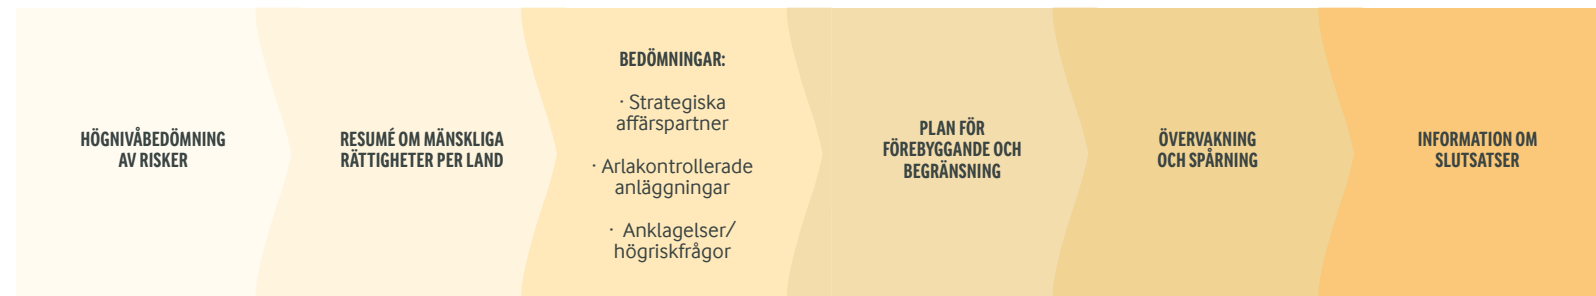 HÖGNIVÅBEDÖMNING
AV RISKER
RESUMÉ OM MÄNSKLIGA
RÄTTIGHETER PER LAND
BEDÖMNINGAR:
· Strategiska
affärspartner
· Arlakontrollerade
anläggningar
· Anklagelser/
högriskfrågor
PLAN FÖR
FÖREBYGGANDE OCH
BEGRÄNSNING
ÖVERVAKNING
OCH SPÅRNING
INFORMATION OM
SLUTSATSER